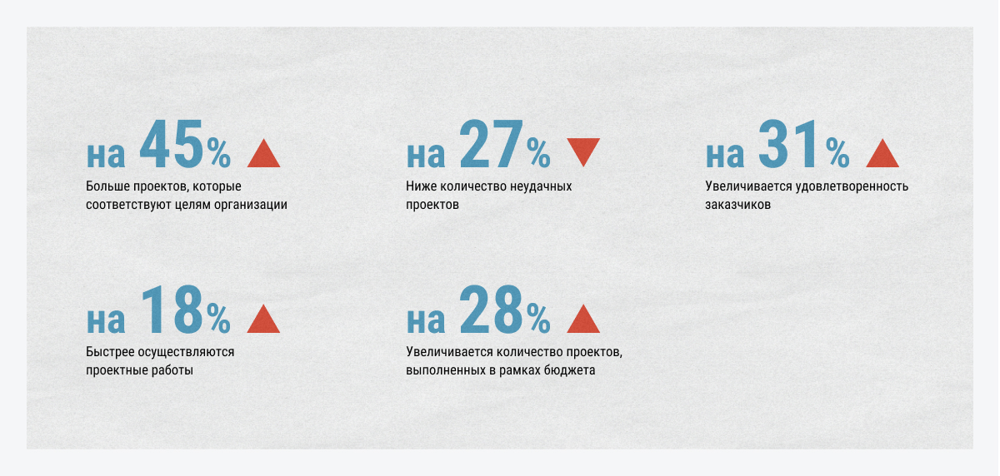 на 45%
Больше проектов, которые
соответствуют целям организации
на 27%
Ниже количество неудачных
проектов
на 31%
Увеличивается удовлетворенность
заказчиков
на 18%
Быстрее осуществляются
проектные работы
на 28%
Увеличивается количество проектов,
выполненных в рамках бюджета